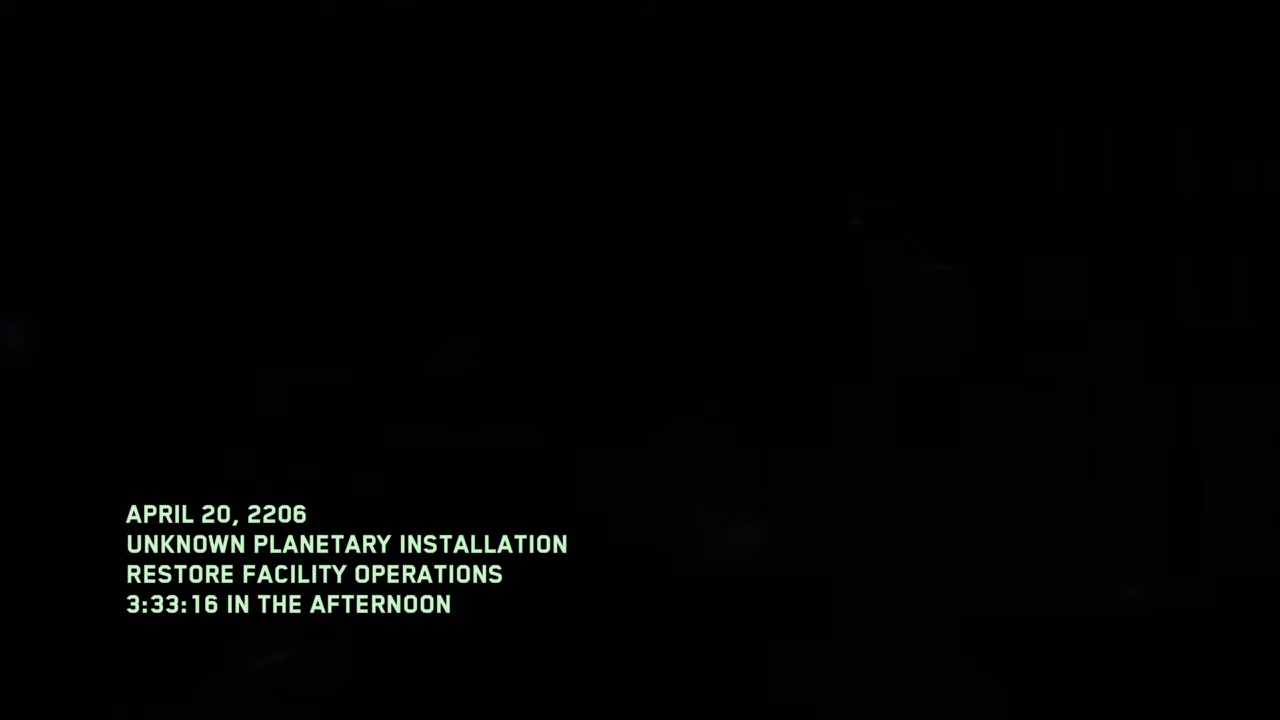 APRIL 20, 2206
UNKNOWN PLANETARY INSTALLATION
RESTORE FACILITY OPERATIONS
3:33:16 IN THE AFTERNOON